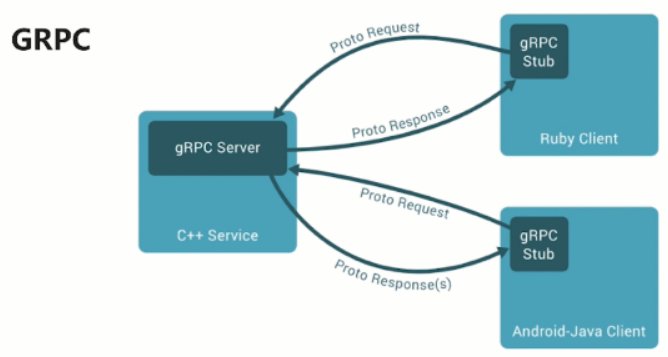 GRPC
Proto Request
gRPC
Stub
Proto Response
Ruby Client
gRPC Server
C++ Service
Proto Request
gRPC
Stub
Proto Response(s)
Android-Java Client